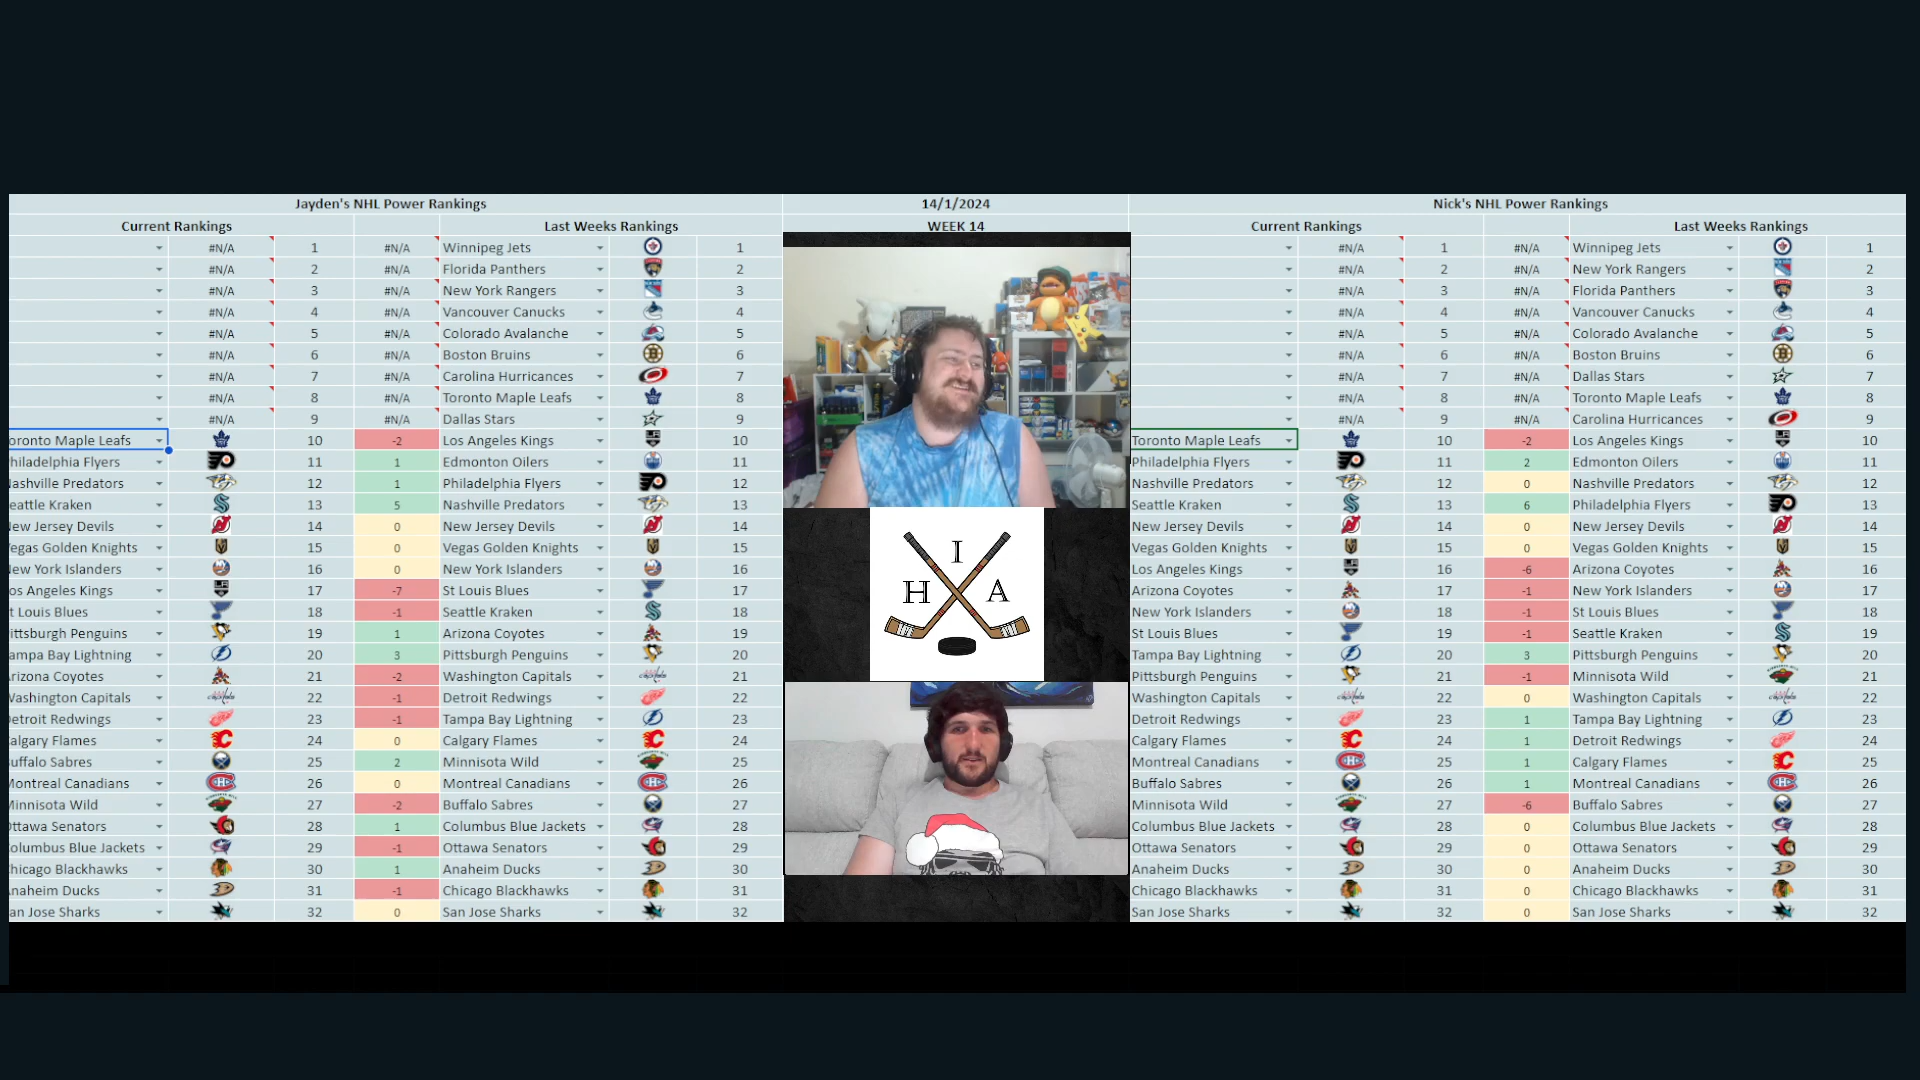 Jayden's NHL Power Rankings 14/1/2024 Nick's NHL Power Rankings
Current Rankings Last Weeks Rankings WEEK 14 Current Rankings Last Weeks Rankings
#N/A 1 #N/A Winnipeg Jets 1 #N/A 1 #N/A Winnipeg Jets 1
#N/A 2 #N/A Florida Panthers 2 #N/A 2 #N/A New York Rangers 2
#N/A 3 #N/A New York Rangers 3 #N/A 3 #N/A Florida Panthers 3
#N/A 4 #N/A Vancouver Canucks 4 #N/A 4 #N/A Vancouver Canucks 4
#N/A 5 #N/A Colorado Avalanche 5 #N/A 5 #N/A Colorado Avalanche 5
#N/A 6 #N/A Boston Bruins 6 #N/A 6 #N/A Boston Bruins 6
#N/A 7 #N/A Carolina Hurricances 7 #N/A 7 #N/A Dallas Stars 7
#N/A 8 #N/A Toronto Maple Leafs 8 #N/A 8 #N/A Toronto Maple Leafs 8
#N/A 9 #N/A Dallas Stars 9 #N/A 9 #N/A Carolina Hurricances 9
oronto Maple Leafs 10 -2 Los Angeles Kings 10 Toronto Maple Leafs 10 -2 Los Angeles Kings 10
hiladelphia Flyers 11 1 Edmonton Oilers 11 Philadelphia Flyers 11 2 Edmonton Oilers 11
ashville Predators 12 1 Philadelphia Flyers 12 Nashville Predators 12 0 Nashville Predators 12
eattle Kraken 13 5 Nashville Predators 13 Seattle Kraken 13 6 Philadelphia Flyers 13
ew Jersey Devils 14 0 New Jersey Devils 14 New Jersey Devils 14 0 New Jersey Devils 14
egas Golden Knights 15 0 Vegas Golden Knights 15 Vegas Golden Knights 15 0 Vegas Golden Knights 15
ew York Islanders 16 0 New York Islanders 16 Los Angeles Kings 16 -6 Arizona Coyotes 16
os Angeles Kings 17 -7 St Louis Blues 17 Arizona Coyotes 17 -1 New York Islanders 17
t Louis Blues 18 -1 Seattle Kraken 18 New York Islanders 18 -1 St Louis Blues 18
ittsburgh Penguins 19 1 Arizona Coyotes 19 St Louis Blues 19 -1 Seattle Kraken 19
ampa Bay Lightning 20 3 Pittsburgh Penguins 20 Tampa Bay Lightning 20 3 Pittsburgh Penguins 20
rizona Coyotes 21 -2 Washington Capitals 21 Pittsburgh Penguins 21 -1 Minnisota Wild 21
Washington Capitals 22 -1 Detroit Redwings 22 Washington Capitals 22 0 Washington Capitals 22
etroit Redwings 23 -1 Tampa Bay Lightning 23 Detroit Redwings 23 1 Tampa Bay Lightning 23
algary Flames 24 0 Calgary Flames 24 Calgary Flames 24 1 Detroit Redwings 24
uffalo Sabres 25 2 Minnisota Wild 25 Montreal Canadians 25 1 Calgary Flames 25
Montreal Canadians 26 0 Montreal Canadians 26 Buffalo Sabres 26 1 Montreal Canadians 26
Minnisota Wild 27 -2 Buffalo Sabres 27 Minnisota Wild 27 -6 Buffalo Sabres 27
ttawa Senators 28 1 Columbus Blue Jackets 28 Columbus Blue Jackets 28 0 Columbus Blue Jackets 28
olumbus Blue Jackets 29 -1 Ottawa Senators 29 Ottawa Senators 29 0 Ottawa Senators 29
hicago Blackhawks 30 1 Anaheim Ducks 30 Anaheim Ducks 30 0 Anaheim Ducks 30
naheim Ducks 31 -1 Chicago Blackhawks 31 Chicago Blackhawks 31 0 Chicago Blackhawks 31
an Jose Sharks 32 0 San Jose Sharks 32 San Jose Sharks 32 0 San Jose Sharks 32
I
H A